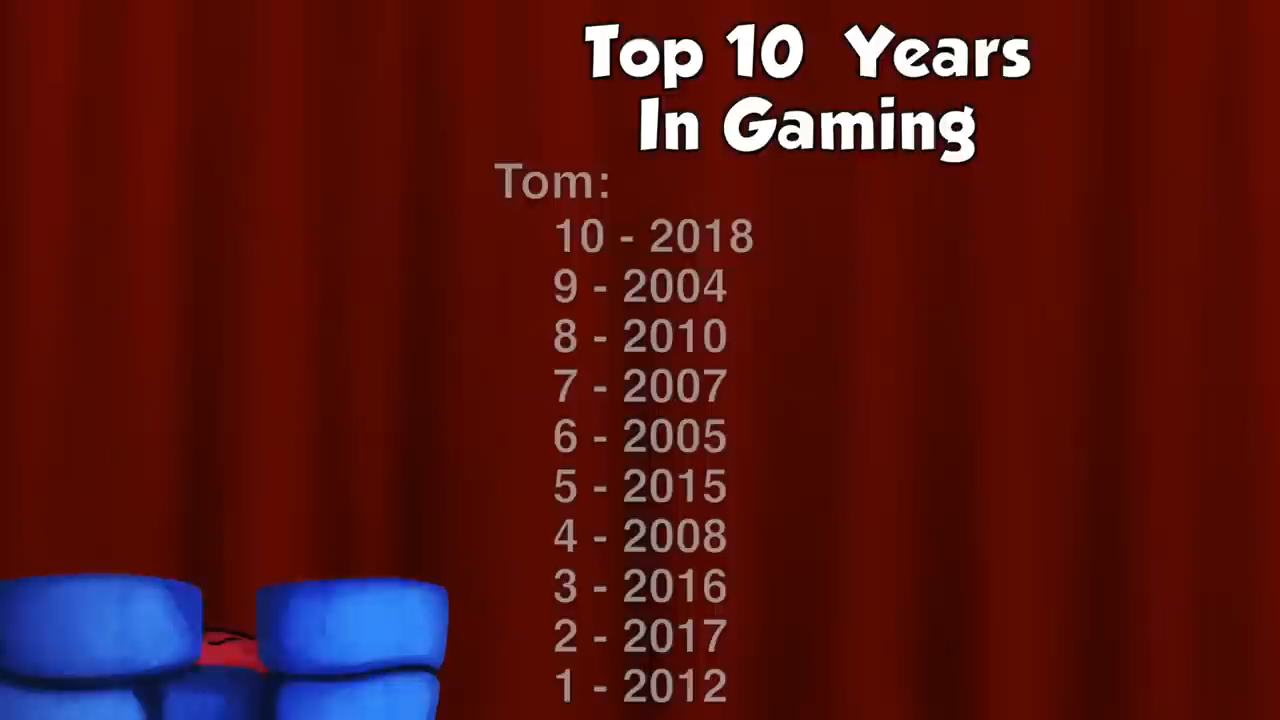 Top 10 Years
In Gaming
Tom:
10 - 2018
9 - 2004
8 - 2010
7 - 2007
6 - 2005
5 - 2015
4 - 2008
3 - 2016
2 - 2017
1 - 2012